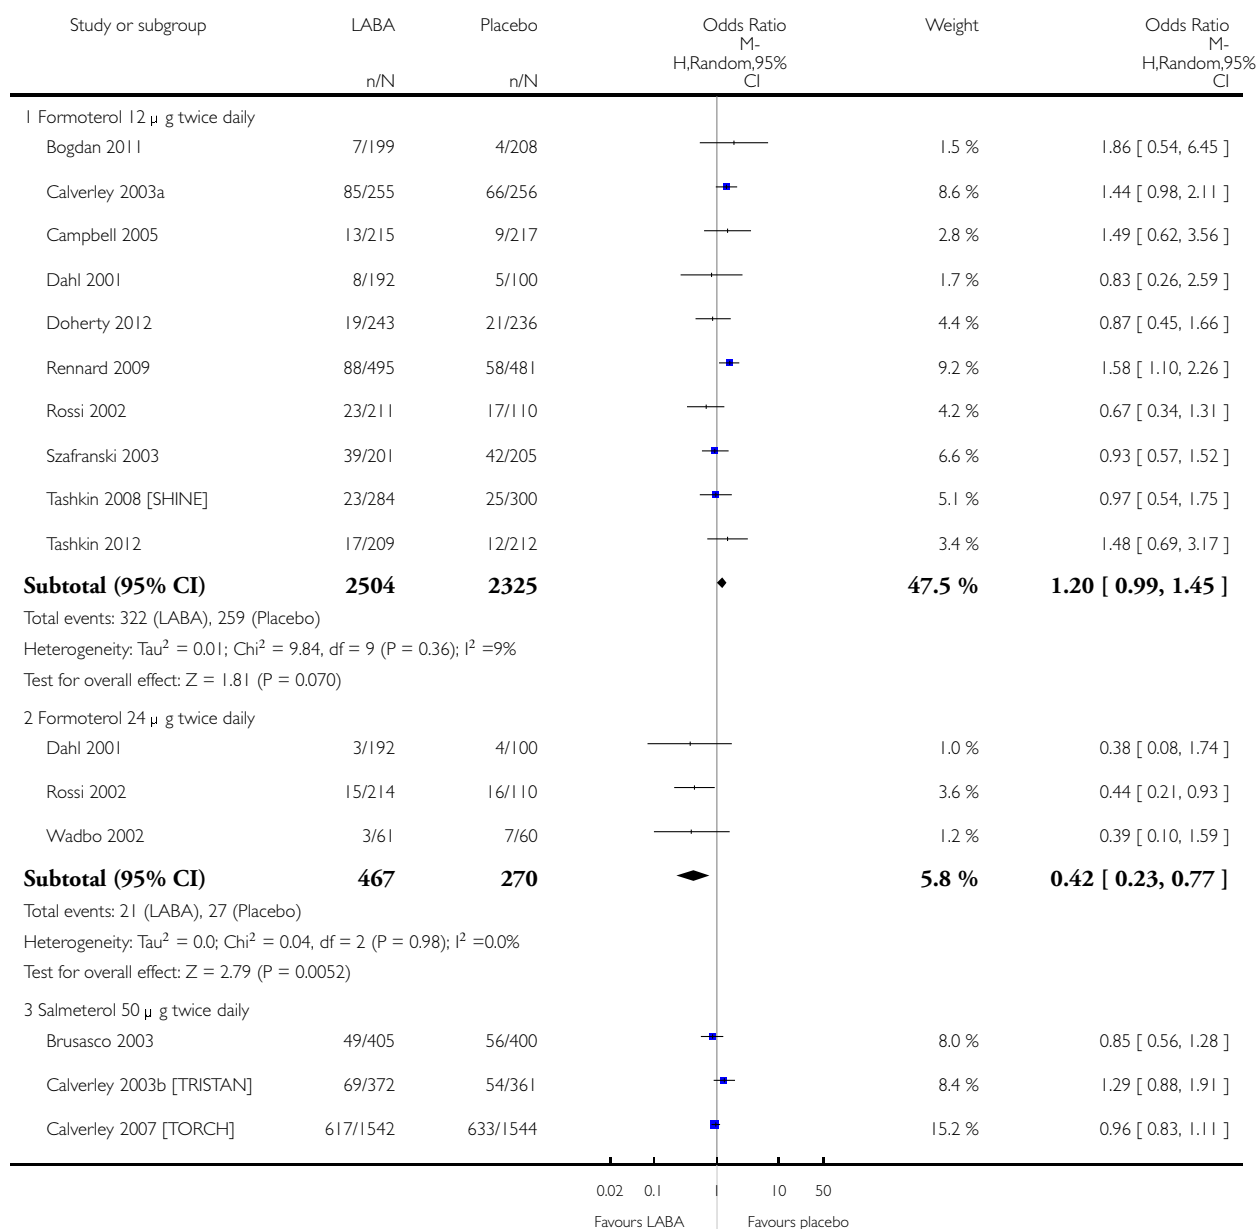 Study or subgroup LABA Placebo Odds Ratio Weight Odds Ratio
M- M-
H,Random,95% H,Random,95%
n/N n/N CI CI
1 Formoterol 12 μ g twice daily
Bogdan 2011 7/199 4/208 1.5 % 1.86 [ 0.54, 6.45 ]
Calverley 2003a 85/255 66/256 8.6 % 1.44 [ 0.98, 2.11 ]
Campbell 2005 13/215 9/217 2.8 % 1.49 [ 0.62, 3.56 ]
Dahl 2001 8/192 5/100 1.7 % 0.83 [ 0.26, 2.59 ]
Doherty 2012 19/243 21/236 4.4 % 0.87 [ 0.45, 1.66 ]
Rennard 2009 88/495 58/481 9.2 % 1.58 [ 1.10, 2.26 ]
Rossi 2002 23/211 17/110 4.2 % 0.67 [ 0.34, 1.31 ]
Szafranski 2003 39/201 42/205 6.6 % 0.93 [ 0.57, 1.52 ]
Tashkin 2008 [SHINE] 23/284 25/300 5.1 % 0.97 [ 0.54, 1.75 ]
Tashkin 2012 17/209 12/212 3.4 % 1.48 [ 0.69, 3.17 ]
Subtotal (95% CI) 2504 2325 47.5 % 1.20 [ 0.99, 1.45 ]
Total events: 322 (LABA), 259 (Placebo)
Heterogeneity: Tau² = 0.01; Chi² = 9.84, df = 9 (P = 0.36); I² =9%
Test for overall effect: Z = 1.81 (P = 0.070)
2 Formoterol 24 μ g twice daily
Dahl 2001 3/192 4/100 1.0 % 0.38 [ 0.08, 1.74 ]
Rossi 2002 15/214 16/110 3.6 % 0.44 [ 0.21, 0.93 ]
Wadbo 2002 3/61 7/60 1.2 % 0.39 [ 0.10, 1.59 ]
Subtotal (95% CI) 467 270 5.8 % 0.42 [ 0.23, 0.77 ]
Total events: 21 (LABA), 27 (Placebo)
Heterogeneity: Tau² = 0.0; Chi² = 0.04, df = 2 (P = 0.98); I² =0.0%
Test for overall effect: Z = 2.79 (P = 0.0052)
3 Salmeterol 50 μ g twice daily
Brusasco 2003 49/405 56/400 8.0 % 0.85 [ 0.56, 1.28 ]
Calverley 2003b [TRISTAN] 69/372 54/361 8.4 % 1.29 [ 0.88, 1.91 ]
Calverley 2007 [TORCH] 617/1542 633/1544 15.2 % 0.96 [ 0.83, 1.11 ]
0.02 0.1 1 10 50
Favours LABA Favours placebo